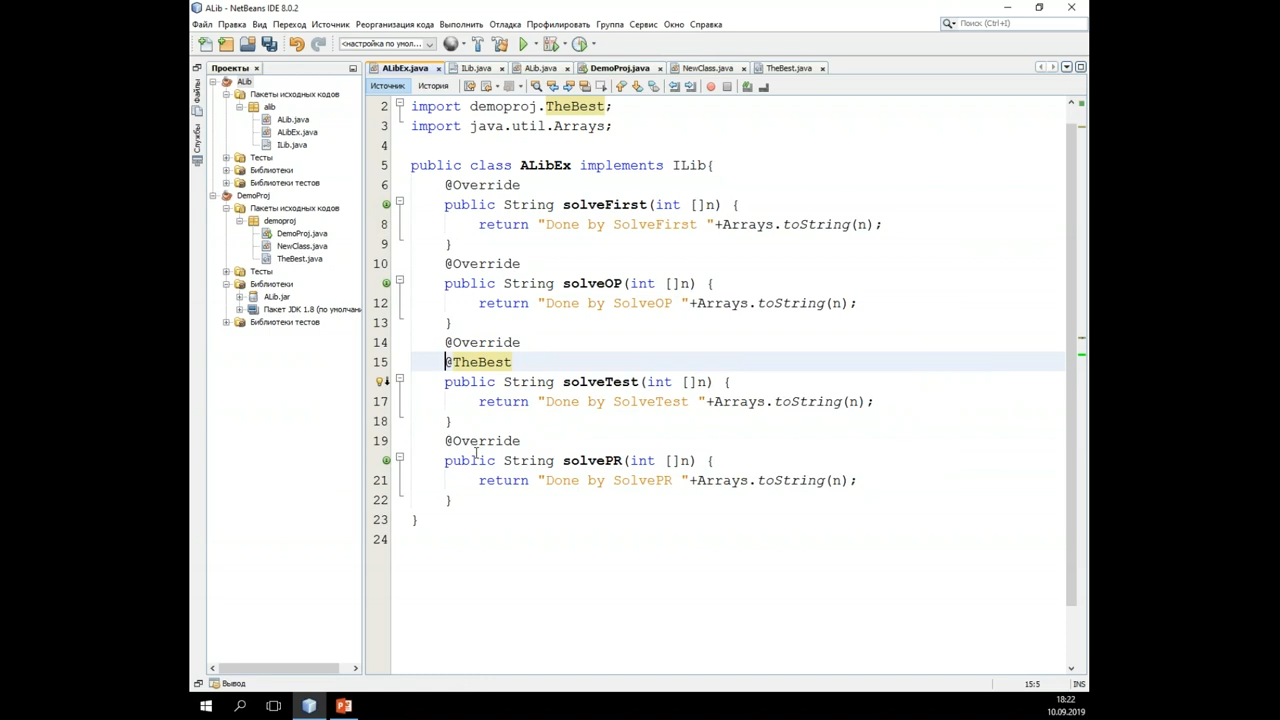 ALib - NetBeans IDE 8.0.2
Файл Правка Вид Переход Источник Реорганизация кода Выполнить Отладка Профилировать Группа Сервис Окно Справка
Поиск (Ctrl+I)
<настройка по умол...
Проекты
ALibEx.java ILib.java ALib.java DemoProj.java NewClass.java TheBest.java
Файлы
Службы
ALib
Пакеты исходных кодов
alib
ALib.java
ALibEx.java
ILib.java
Тесты
Библиотеки
Библиотеки тестов
DemoProj
Пакеты исходных кодов
demoproj
DemoProj.java
NewClass.java
TheBest.java
Тесты
Библиотеки
ALib.jar
Пакет JDK 1.8 (по умолчани
Библиотеки тестов
Источник История
2 import demoproj.TheBest;
3 import java.util.Arrays;
4
5 public class ALibEx implements ILib{
6 @Override
public String solveFirst(int []n) {
8 return "Done by SolveFirst "+Arrays.toString(n);
9 }
10 @Override
public String solveOP(int []n) {
12 return "Done by SolveOP "+Arrays.toString(n);
13 }
14 @Override
15 @TheBest
public String solveTest(int []n) {
17 return "Done by SolveTest "+Arrays.toString(n);
18 }
19 @Override
public String solvePR(int []n) {
21 return "Done by SolvePR "+Arrays.toString(n);
22 }
23 }
24
Вывод
15:5 INS
18:22
10.09.2019